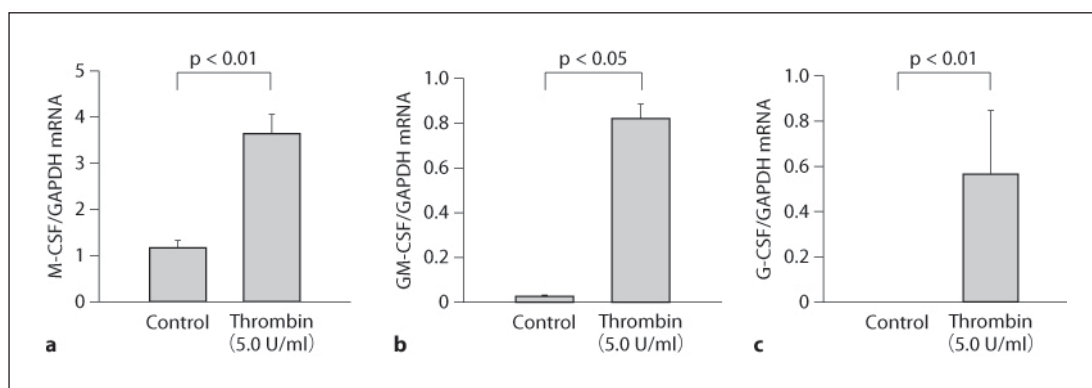 p < 0.01
M-CSF/GAPDH mRNA
5
4
3
2
1
0
Control
Thrombin
(5.0 U/ml)
a
p < 0.05
GM-CSF/GAPDH mRNA
1.0
0.8
0.6
0.4
0.2
0
Control
Thrombin
(5.0 U/ml)
b
p < 0.01
G-CSF/GAPDH mRNA
1.0
0.8
0.6
0.4
0.2
0
Control
Thrombin
(5.0 U/ml)
c